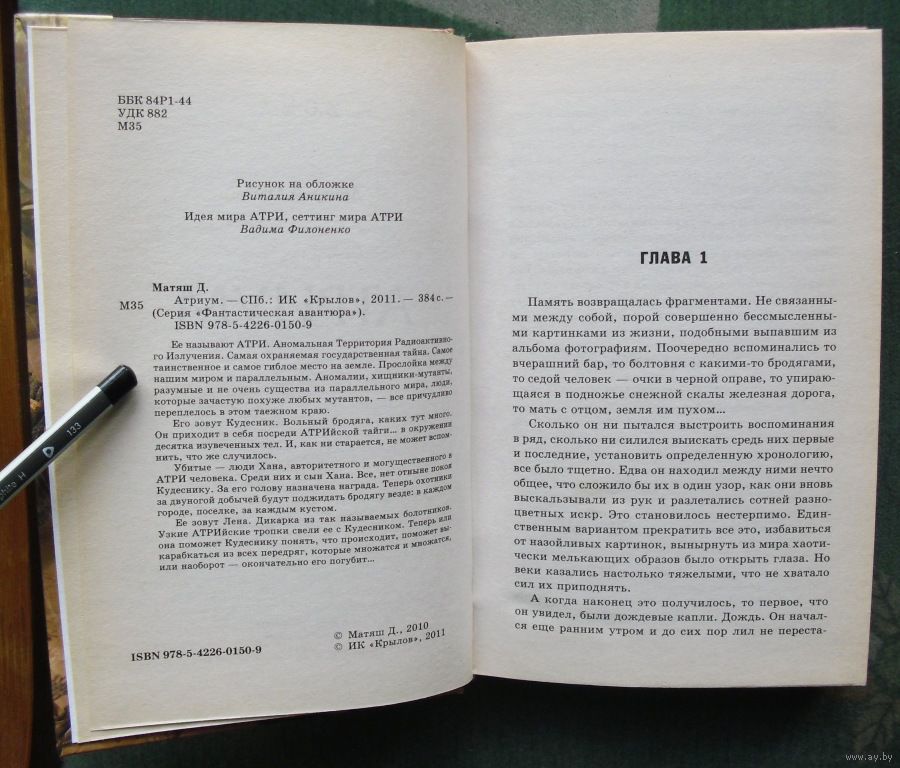 ББК 84Р1-44
УДК 882
М35
Рисунок на обложке
Виталия Аникина
Идея мира АТРИ, сеттинг мира АТРИ
Вадима Филоненко
Матяш Д.
М35 Атриум. — СПб.: ИК «Крылов», 2011. — 384 с. —
(Серия «Фантастическая авантюра»).
ISBN 978-5-4226-0150-9
Ее называют АТРИ. Аномальная Территория Радиоактивно-
го Излучения. Самая охраняемая государственная тайна. Самое
таинственное и самое гиблое место на земле. Прослойка между
нашим миром и параллельным. Аномалии, хищники-мутанты,
разумные и не очень существа из параллельного мира, люди,
которые зачастую похуже любых мутантов, — все причудливо
переплелось в этом таежном краю.
Его зовут Кудесник. Вольный бродяга, каких тут много.
Он приходит в себя посреди АТРИйской тайги... в окружении
десятка изувеченных тел. И, как ни старается, не может вспом-
нить, что же случилось.
Убитые — люди Хана, авторитетного и могущественного в
АТРИ человека. Среди них и сын Хана. Все, нет отныне покоя
Кудеснику. За его голову назначена награда. Теперь охотники
за двуногой добычей будут поджидать бродягу везде: в каждом
городе, поселке, за каждым кустом.
Ее зовут Лена. Дикарка из так называемых болотников.
Узкие АТРИйские тропки свели ее с Кудесником. Теперь или
она поможет Кудеснику понять, что происходит, поможет вы-
карабкаться из всех передряг, которые множатся и множатся,
или наоборот — окончательно его погубит...
© Матяш Д., 2010
© ИК «Крылов», 2011
ISBN 978-5-4226-0150-9
ГЛАВА 1
Память возвращалась фрагментами. Не связанны-
ми между собой, порой совершенно бессмысленны-
ми картинками из жизни, подобными выпавшим из
альбома фотографиям. Поочередно вспоминались то
вчерашний бар, то болтовня с какими-то бродягами,
то седой человек — очки в черной оправе, то упираю-
щаяся в подножье снежной скалы железная дорога,
то мать с отцом, земля им пухом...
Сколько он ни пытался выстроить воспоминания
в ряд, сколько ни силился выискать средь них первые
и последние, установить определенную хронологию,
все было тщетно. Едва он находил между ними нечто
общее, что сложило бы их в один узор, как они вновь
выскальзывали из рук и разлетались сотней разно-
цветных искр. Это становилось нестерпимо. Един-
ственным вариантом прекратить все это, избавиться
от назойливых картинок, вынырнуть из мира хаоти-
чески мелькающих образов было открыть глаза. Но
веки казались настолько тяжелыми, что не хватало
сил их приподнять.
А когда наконец это получилось, то первое, что
он увидел, были дождевые капли. Дождь. Он начал-
ся еще ранним утром и до сих пор лил не переста-
133
www.ay.by